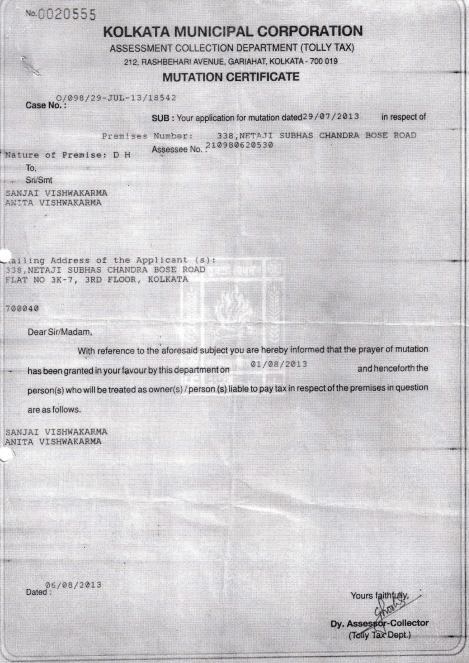 No.0020555
KOLKATA MUNICIPAL CORPORATION
ASSESSMENT COLLECTION DEPARTMENT (TOLLY TAX)
212, RASHBEHARI AVENUE, GARIAHAT, KOLKATA - 700 019
MUTATION CERTIFICATE
Case No. : O/098/29-JUL-13/18542
SUB : Your application for mutation dated 29/07/2013 in respect of
Premises Number: 338,NETAJI SUBHAS CHANDRA BOSE ROAD
Assessee No. : 210980620530
Nature of Premise: D H
To,
Sri/Smt
SANJAI VISHWAKARMA
ANITA VISHWAKARMA
ailing Address of the Applicant (s):
338,NETAJI SUBHAS CHANDRA BOSE ROAD
FLAT NO 3K-7, 3RD FLOOR, KOLKATA
700040
Dear Sir/Madam,
With reference to the aforesaid subject you are hereby informed that the prayer of mutation
has been granted in your favour by this department on 01/08/2013 and henceforth the
person(s) who will be treated as owner(s) / person (s) liable to pay tax in respect of the premises in question
are as follows.
SANJAI VISHWAKARMA
ANITA VISHWAKARMA
Dated : 06/08/2013
Yours faithfully,
Dy. Assessor-Collector
(Tolly Tax Dept.)